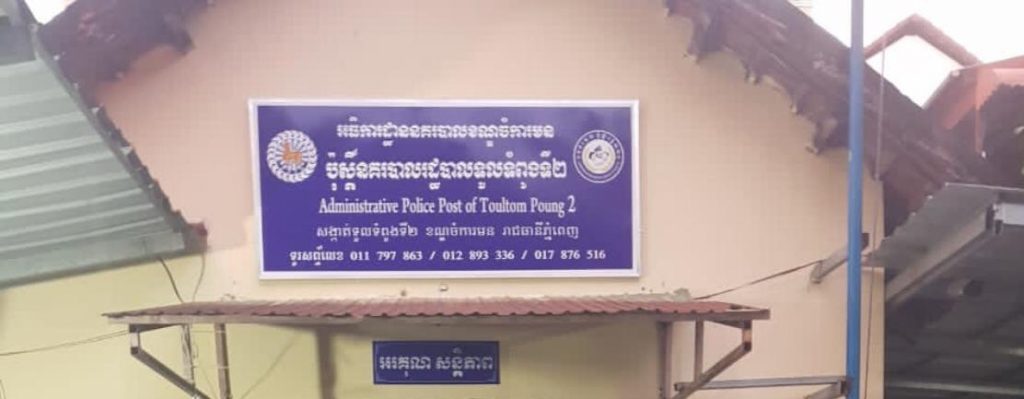 អធិការដ្ឋាននគរបាលខណ្ឌចំការមន
ប៉ុស្តិ៍នគរបាលរដ្ឋបាលទួលទំពូងទី២
Administrative Police Post of Toultom Poung 2
សង្កាត់ទួលទំពូងទី២ ខណ្ឌចំការមន រាជធានីភ្នំពេញ
ទូរសព្ទ័លេខ 011 797 863 / 012 893 336 / 017 876 516
អរគុណ សន្តិភាព